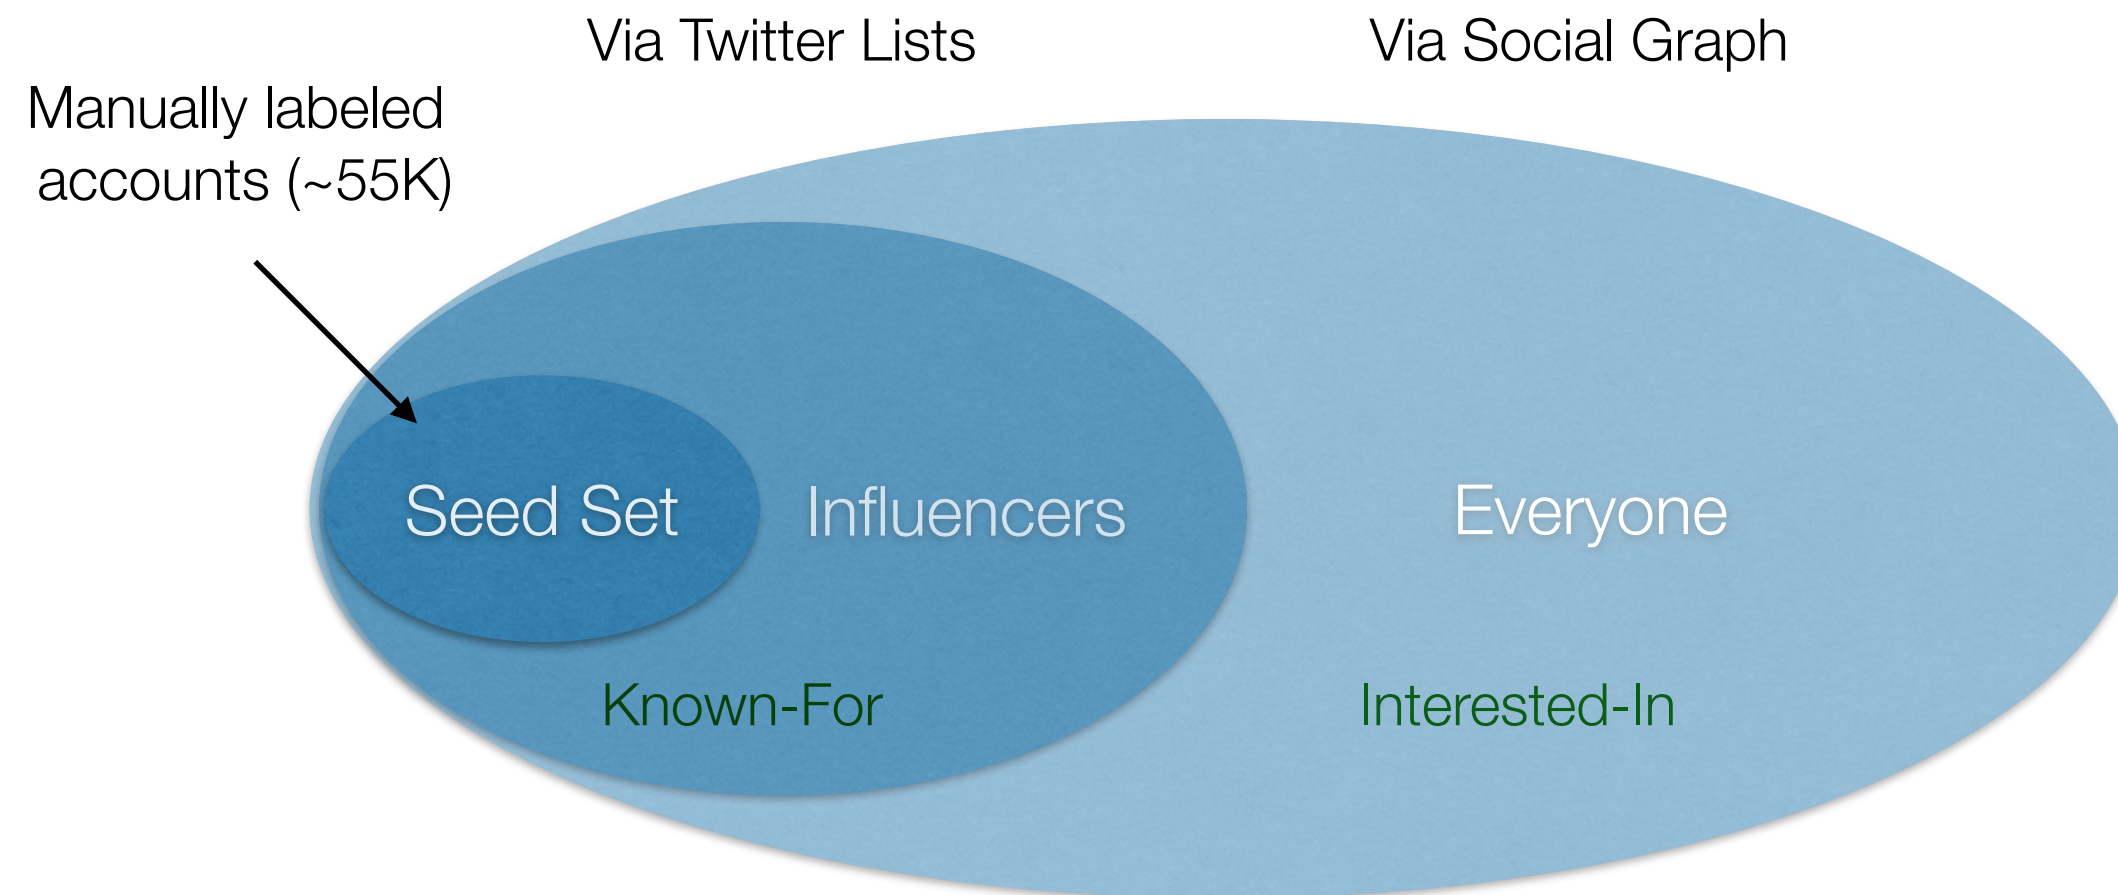 Via Twitter Lists
Via Social Graph
Manually labeled
accounts (~55K)
Seed Set
Influencers
Everyone
Known-For
Interested-In